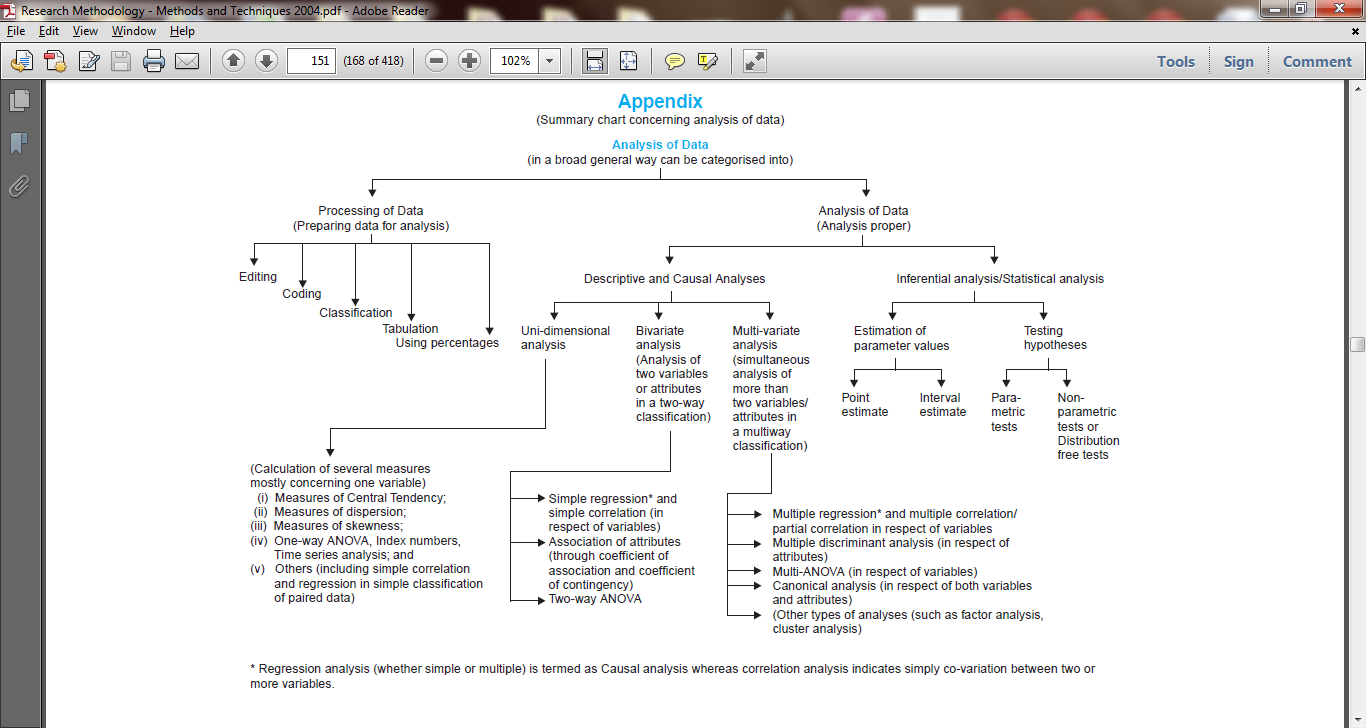 Research Methodology - Methods and Techniques 2004.pdf - Adobe Reader
File Edit View Window Help
151 (168 of 418) 102% Tools Sign Comment
Appendix
(Summary chart concerning analysis of data)
Analysis of Data
(in a broad general way can be categorised into)
Processing of Data
(Preparing data for analysis)
Analysis of Data
(Analysis proper)
Editing
Coding
Classification
Tabulation
Using percentages
Descriptive and Causal Analyses
Inferential analysis/Statistical analysis
Uni-dimensional
analysis
Bivariate
analysis
(Analysis of
two variables
or attributes
in a two-way
classification)
Multi-variate
analysis
(simultaneous
analysis of
more than
two variables/
attributes in
a multiway
classification)
Estimation of
parameter values
Testing
hypotheses
Point
estimate
Interval
estimate
Para-
metric
tests
Non-
parametric
tests or
Distribution
free tests
(Calculation of several measures
mostly concerning one variable)
(i) Measures of Central Tendency;
(ii) Measures of dispersion;
(iii) Measures of skewness;
(iv) One-way ANOVA, Index numbers,
Time series analysis; and
(v) Others (including simple correlation
and regression in simple classification
of paired data)
Simple regression* and
simple correlation (in
respect of variables)
Association of attributes
(through coefficient of
association and coefficient
of contingency)
Two-way ANOVA
Multiple regression* and multiple correlation/
partial correlation in respect of variables
Multiple discriminant analysis (in respect of
attributes)
Multi-ANOVA (in respect of variables)
Canonical analysis (in respect of both variables
and attributes)
(Other types of analyses (such as factor analysis,
cluster analysis)
* Regression analysis (whether simple or multiple) is termed as Causal analysis whereas correlation analysis indicates simply co-variation between two or
more variables.